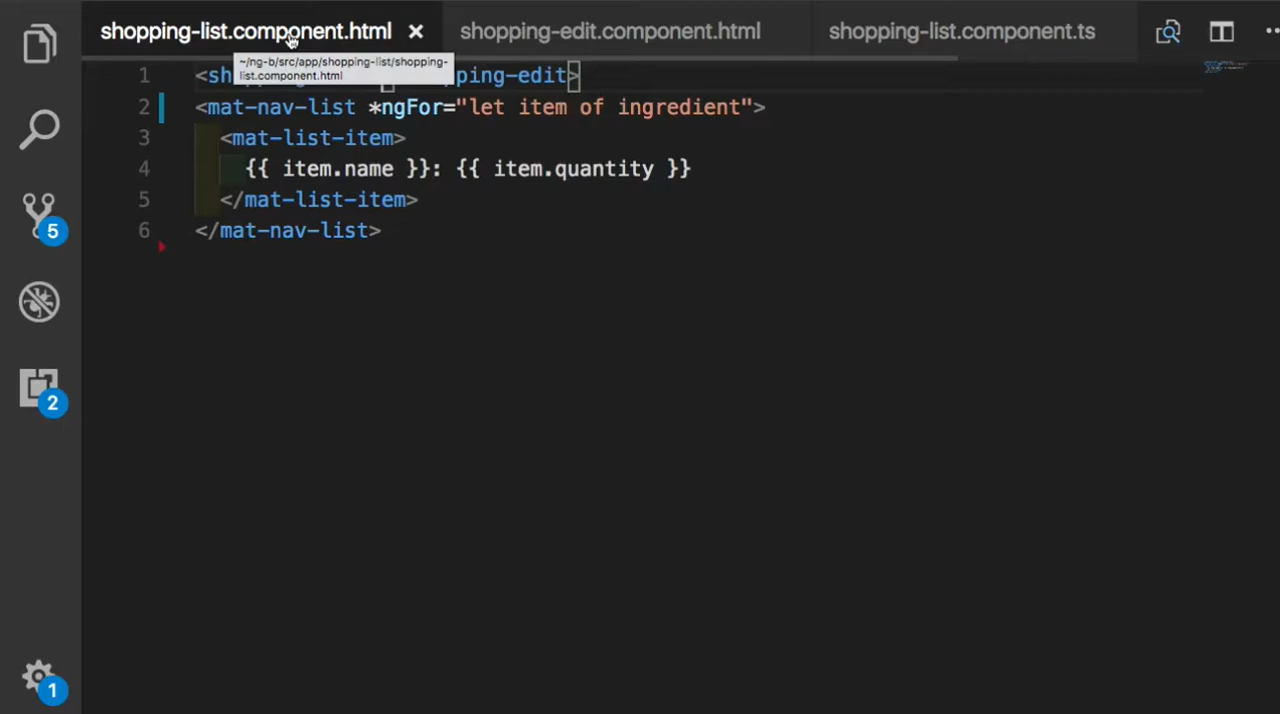 shopping-list.component.html × shopping-edit.component.html shopping-list.component.ts
~/ng-b/src/app/shopping-list/shopping-
list.component.html
1 <sh pping-edit>
2 <mat-nav-list *ngFor="let item of ingredient">
3 <mat-list-item>
4 {{ item.name }}: {{ item.quantity }}
5 </mat-list-item>
6 </mat-nav-list>
5
2
1